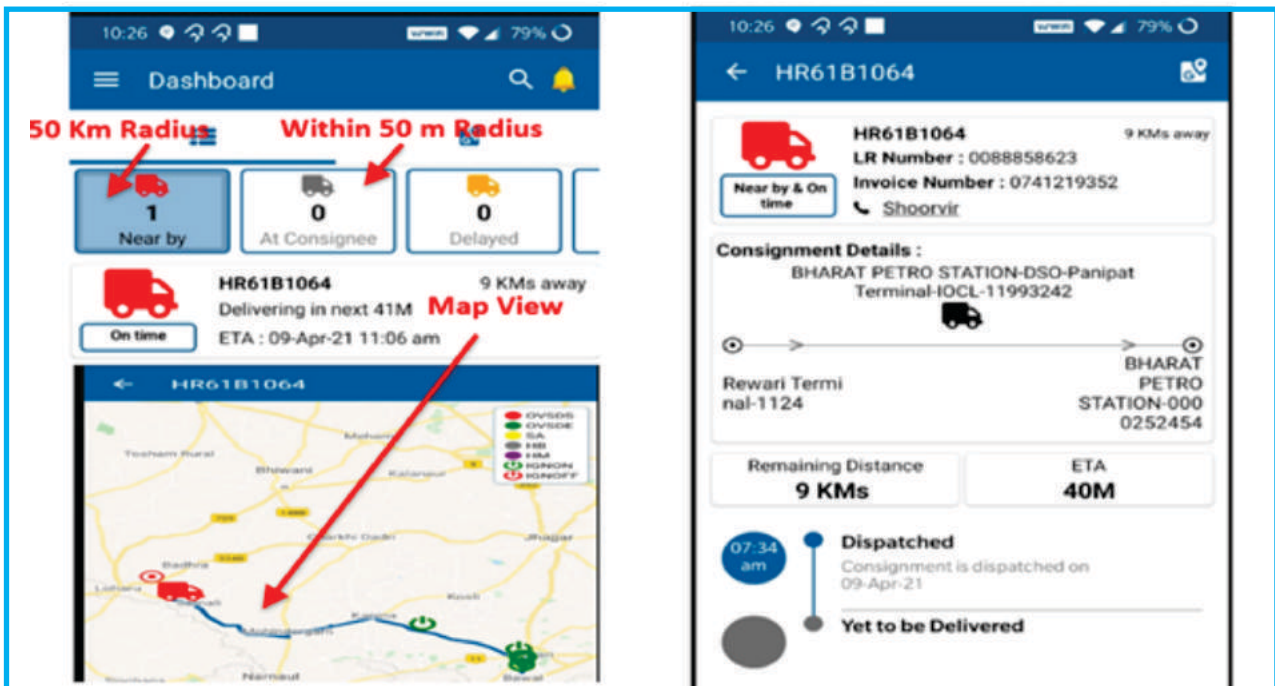 10:26
79%
Dashboard
50 Km Radius
Within 50 m Radius
1
Near by
0
At Consignee
0
Delayed
HR61B1064
9 KMs away
Delivering in next 41M
Map View
On time
ETA : 09-Apr-21 11:06 am
HR61B1064
OVSDS
OVSDE
SA
HB
HM
IGNON
IGNOFF
Tosham Rural
Bhiwani
Kalanaur
Charkhi Dadri
Jhajjar
Badhra
Loharu
Satnali
Kosli
Kanina
Mohindergarh
Narnaul
Bawal
10:26
79%
HR61B1064
HR61B1064
9 KMs away
LR Number : 0088858623
Near by & On
time
Invoice Number : 0741219352
Shoorvir
Consignment Details :
BHARAT PETRO STATION-DSO-Panipat
Terminal-IOCL-11993242
Rewari Termi
nal-1124
BHARAT
PETRO
STATION-000
0252454
Remaining Distance
9 KMs
ETA
40M
07:34
am
Dispatched
Consignment is dispatched on
09-Apr-21
Yet to be Delivered